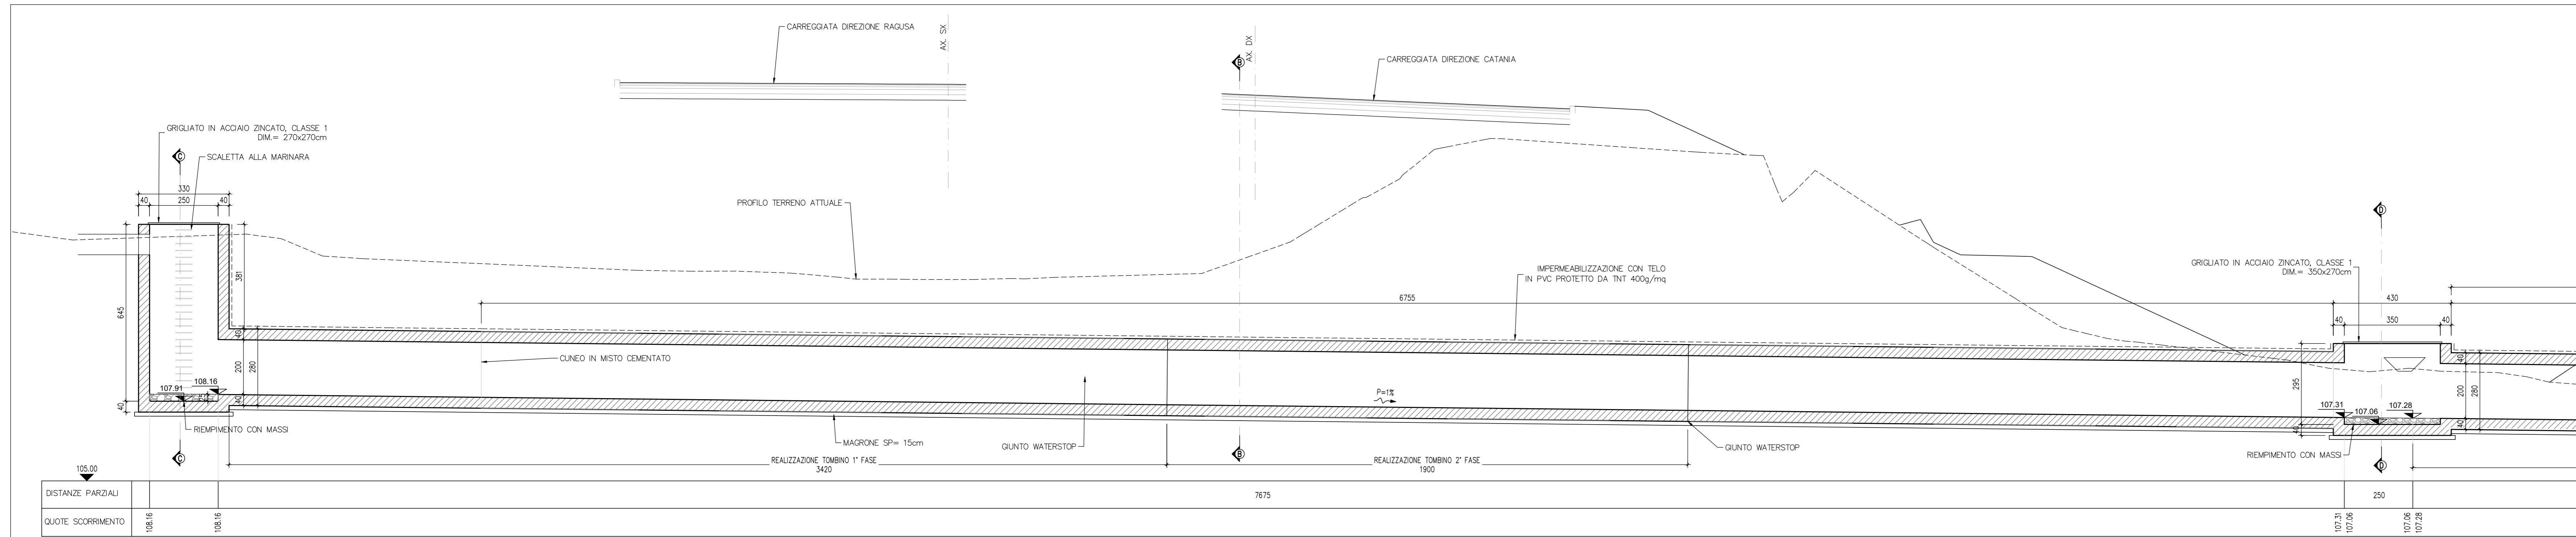 CARREGGIATA DIREZIONE RAGUSA
AX. SX
AX. DX
B
CARREGGIATA DIREZIONE CATANIA
GRIGLIATO IN ACCIAIO ZINCATO, CLASSE 1
DIM.= 270x270cm
C
SCALETTA ALLA MARINARA
330
40
250
40
PROFILO TERRENO ATTUALE
D
645
381
IMPERMEABILIZZAZIONE CON TELO
IN PVC PROTETTO DA TNT 400g/mq
GRIGLIATO IN ACCIAIO ZINCATO, CLASSE 1
DIM.= 350x270cm
6755
430
40
350
40
40
200
280
40
CUNEO IN MISTO CEMENTATO
107.91
108.16
25
40
RIEMPIMENTO CON MASSI
P=1%
295
40
40
200
280
40
107.31
107.06
107.28
MAGRONE SP= 15cm
GIUNTO WATERSTOP
GIUNTO WATERSTOP
RIEMPIMENTO CON MASSI
C
B
D
REALIZZAZIONE TOMBINO 1° FASE
3420
REALIZZAZIONE TOMBINO 2° FASE
1900
105.00
DISTANZE PARZIALI
7675
250
QUOTE SCORRIMENTO
108.16
108.16
107.31
107.06
107.06
107.28